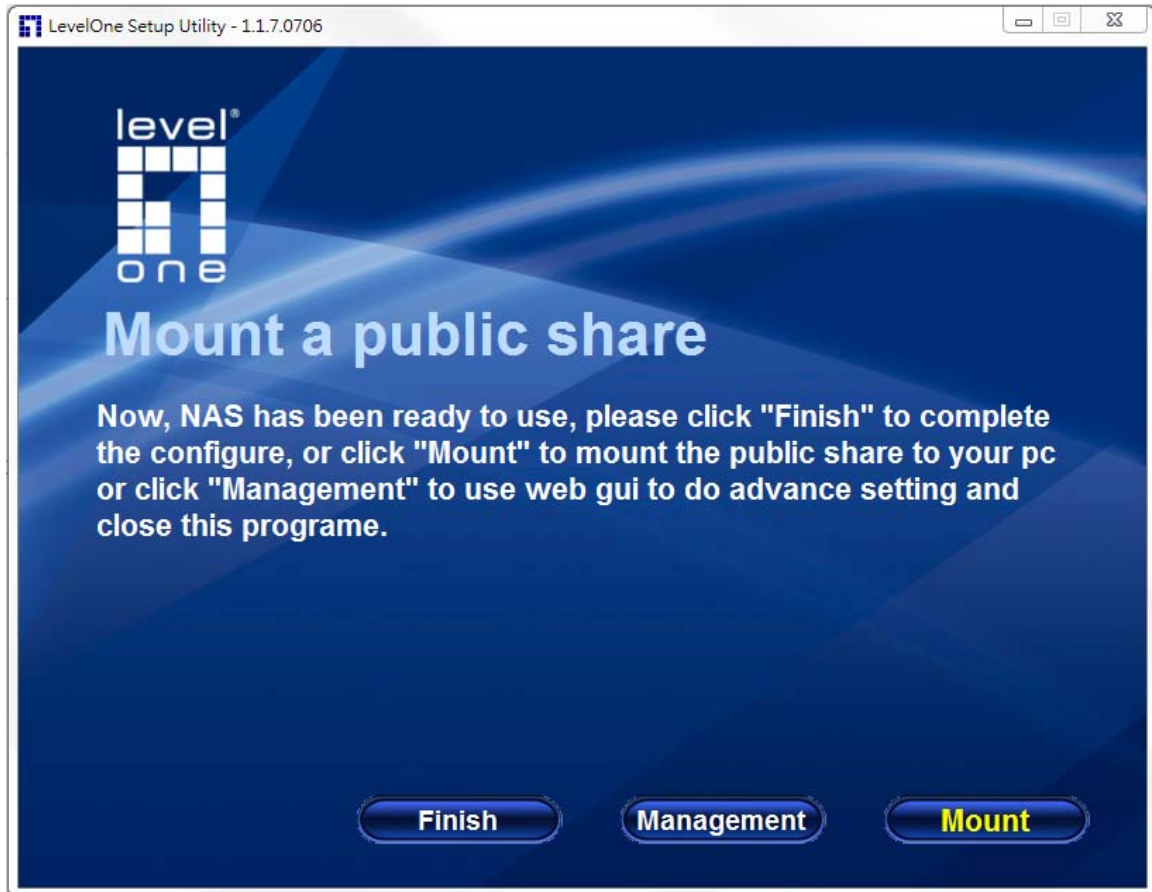 LevelOne Setup Utility - 1.1.7.0706
level®
one
Mount a public share
Now, NAS has been ready to use, please click "Finish" to complete
the configure, or click "Mount" to mount the public share to your pc
or click "Management" to use web gui to do advance setting and
close this programe.
Finish Management Mount